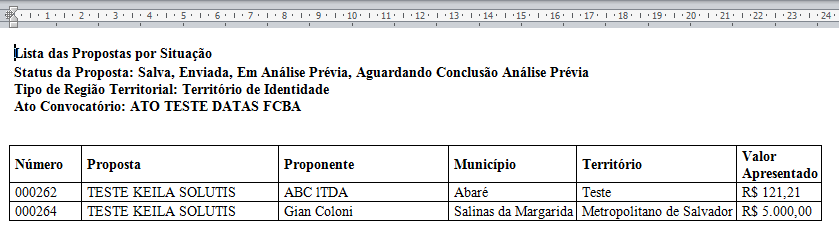 1 1 2 3 4 5 6 7 8 9 10 11 12 13 14 15 16 17 18 19 20 21 22 23 24
Lista das Propostas por Situação
Status da Proposta: Salva, Enviada, Em Análise Prévia, Aguardando Conclusão Análise Prévia
Tipo de Região Territorial: Território de Identidade
Ato Convocatório: ATO TESTE DATAS FCBA
Número Proposta Proponente Município Território Valor Apresentado
000262 TESTE KEILA SOLUTIS ABC lTDA Abaré Teste R$ 121,21
000264 TESTE KEILA SOLUTIS Gian Coloni Salinas da Margarida Metropolitano de Salvador R$ 5.000,00